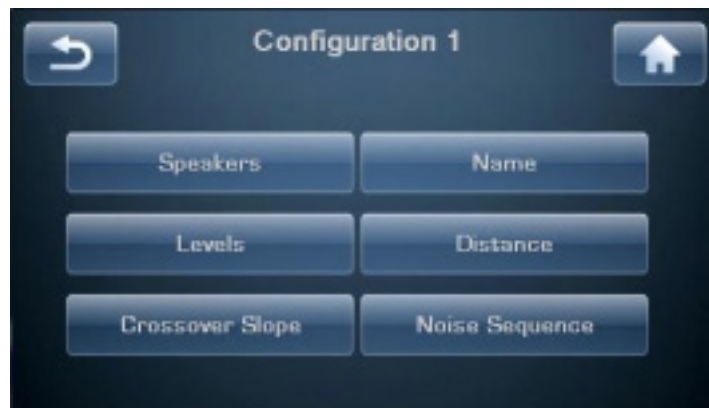 Configuration 1
Speakers
Name
Levels
Distance
Crossover Slope
Noise Sequence